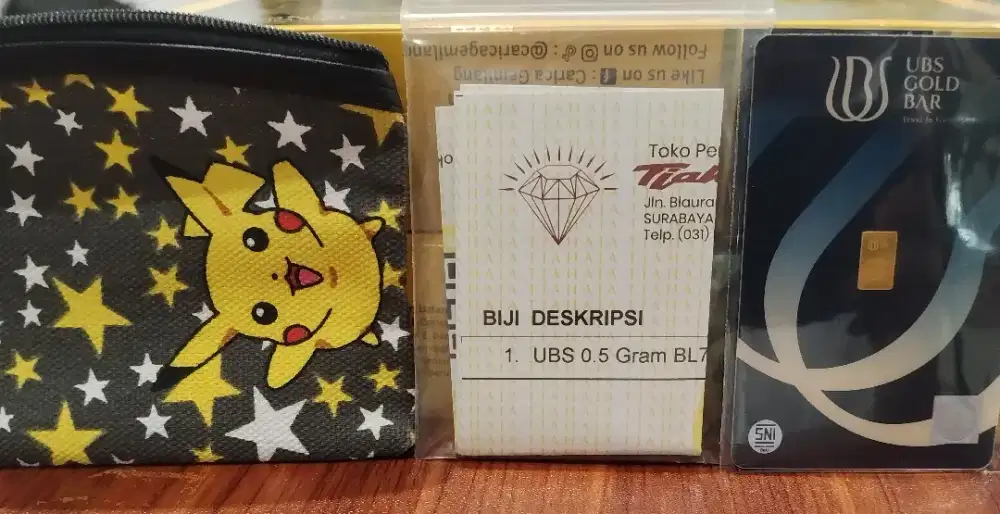 Follow us on : @caricagemilang
Like us on : Carica Gemilang
Toko Pe
Jln. Blaura
SURABAYA
Telp. (031)
BIJI DESKRIPSI
1. UBS 0.5 Gram BL7
UBS
GOLD
BAR
SNI